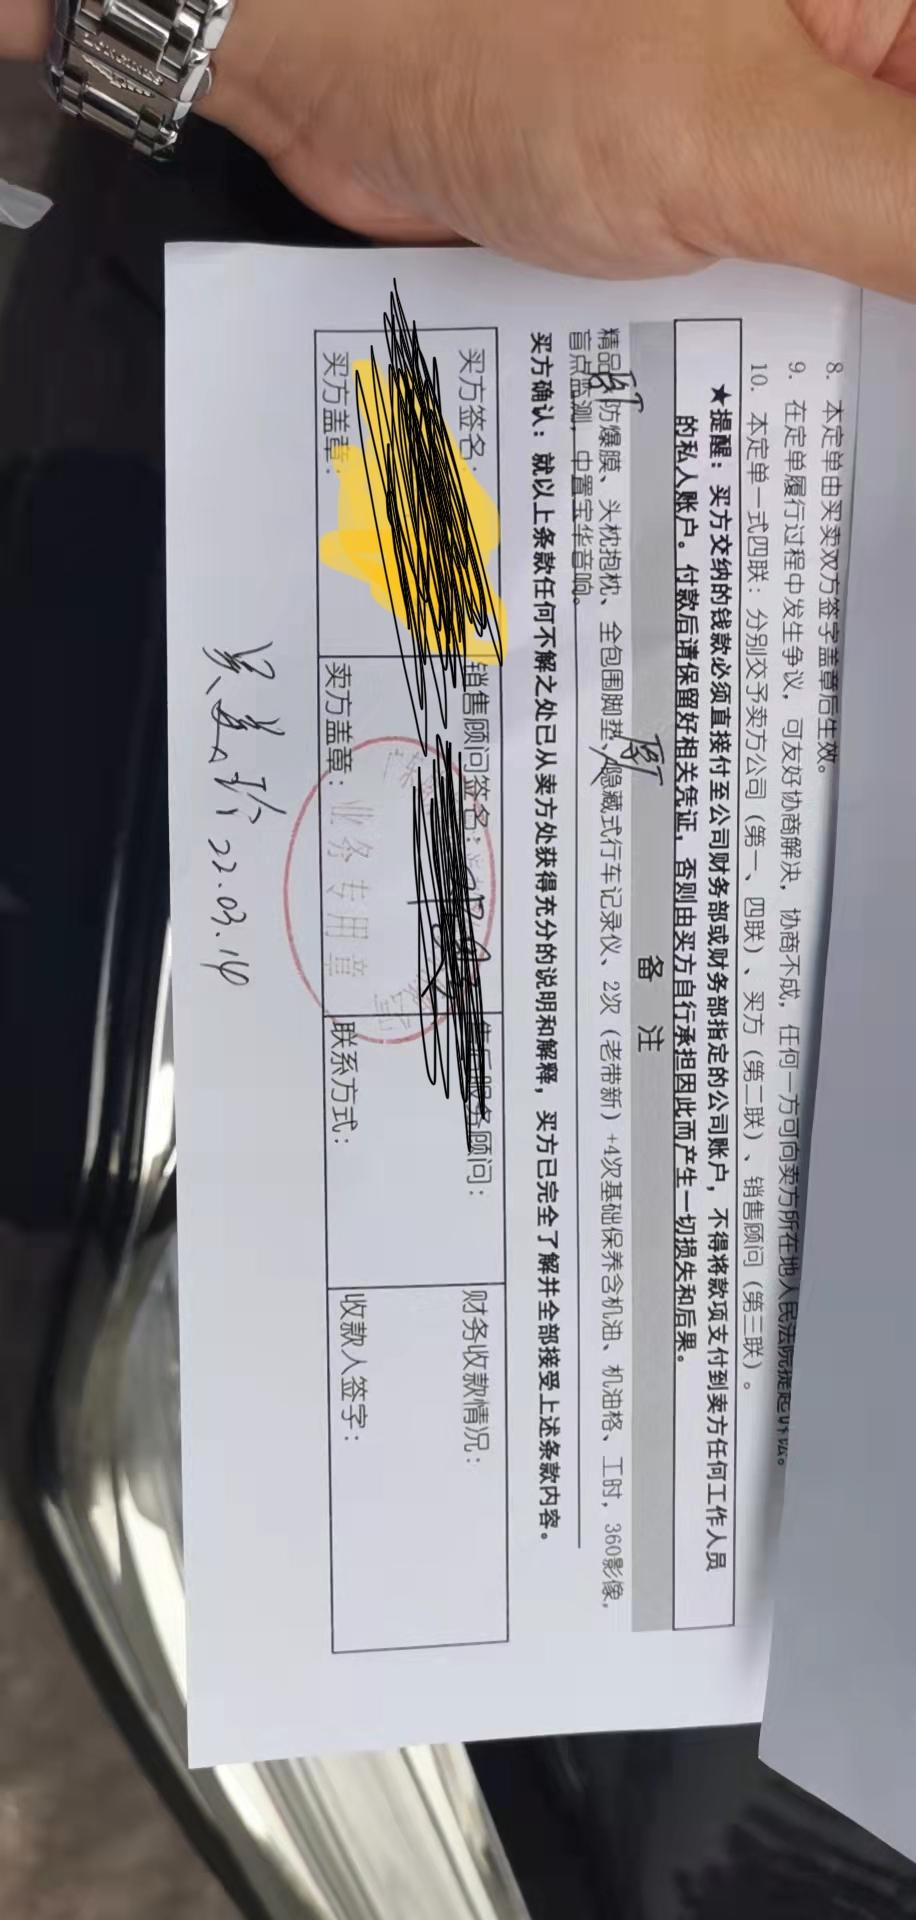 8. 本定单由买卖双方签字盖章后生效。
9. 在定单履行过程中发生争议，可友好协商解决，协商不成，任何一方可向卖方所在地人民法院提起诉讼。
10. 本定单一式四联：分别交予卖方公司（第一、四联）、买方（第二联）、销售顾问（第三联）。
★提醒：买方交纳的钱款必须直接付至公司财务部或财务部指定的公司账户，不得将款项支付到卖方任何工作人员
的私人账户。付款后请保留好相关凭证，否则由买方自行承担因此而产生一切损失和后果。
备 注
精品：防爆膜、头枕抱枕、全包围脚垫、隐藏式行车记录仪、2次（老带新）+4次基础保养含机油、机油格、工时，360影像，
盲点监测，中置宝华音响。
买方确认：就以上条款任何不解之处已从卖方处获得充分的说明和解释，买方已完全了解并全部接受上述条款内容。
买方签名： 销售顾问签名： 售后服务顾问： 财务收款情况：
买方盖章： 卖方盖章： 联系方式： 收款人签字：
业务专用章
22.03.14
LONGINES